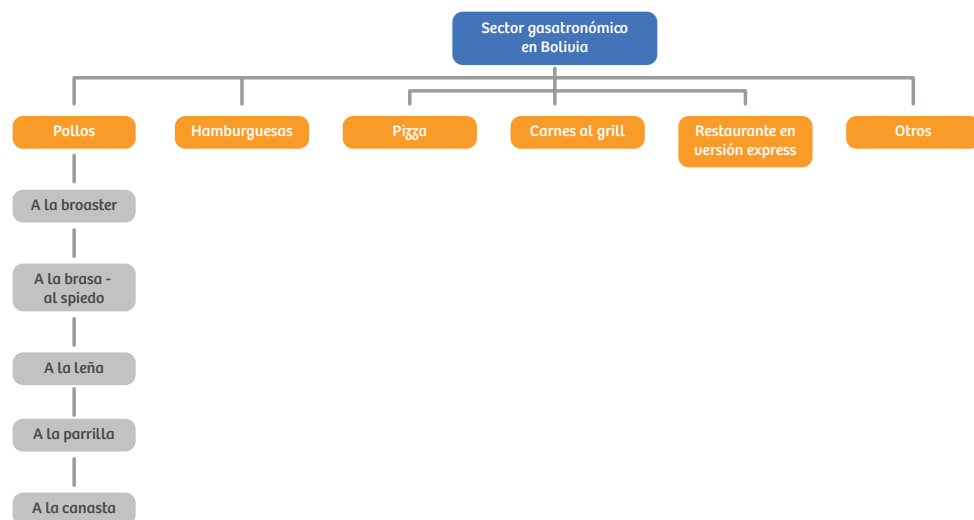 Sector gasatronómico
en Bolivia
Pollos
Hamburguesas
Pizza
Carnes al grill
Restaurante en
versión express
Otros
A la broaster
A la brasa -
al spiedo
A la leña
A la parrilla
A la canasta